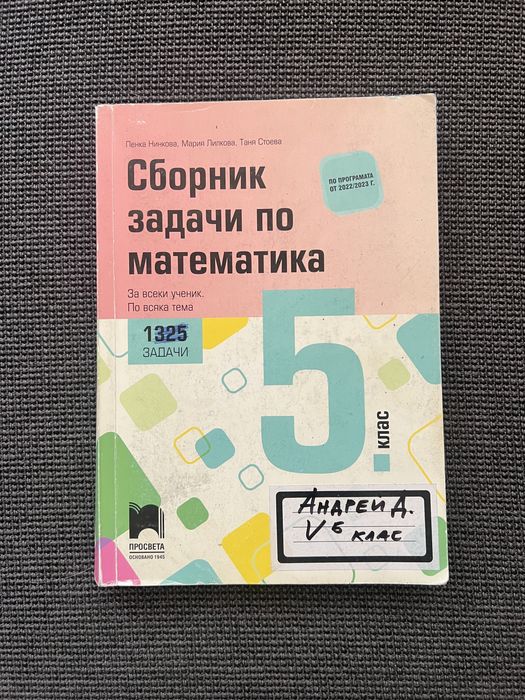 Пенка Нинкова, Мария Лилкова, Таня Стоева
Сборник
задачи по
математика
ПО ПРОГРАМАТА
ОТ 2022/2023 Г.
За всеки ученик.
По всяка тема
1325
ЗАДАЧИ
5.
клас
АНДРЕЙ Д.
V Б КЛАС
ПРОСВЕТА
ОСНОВАНО 1945